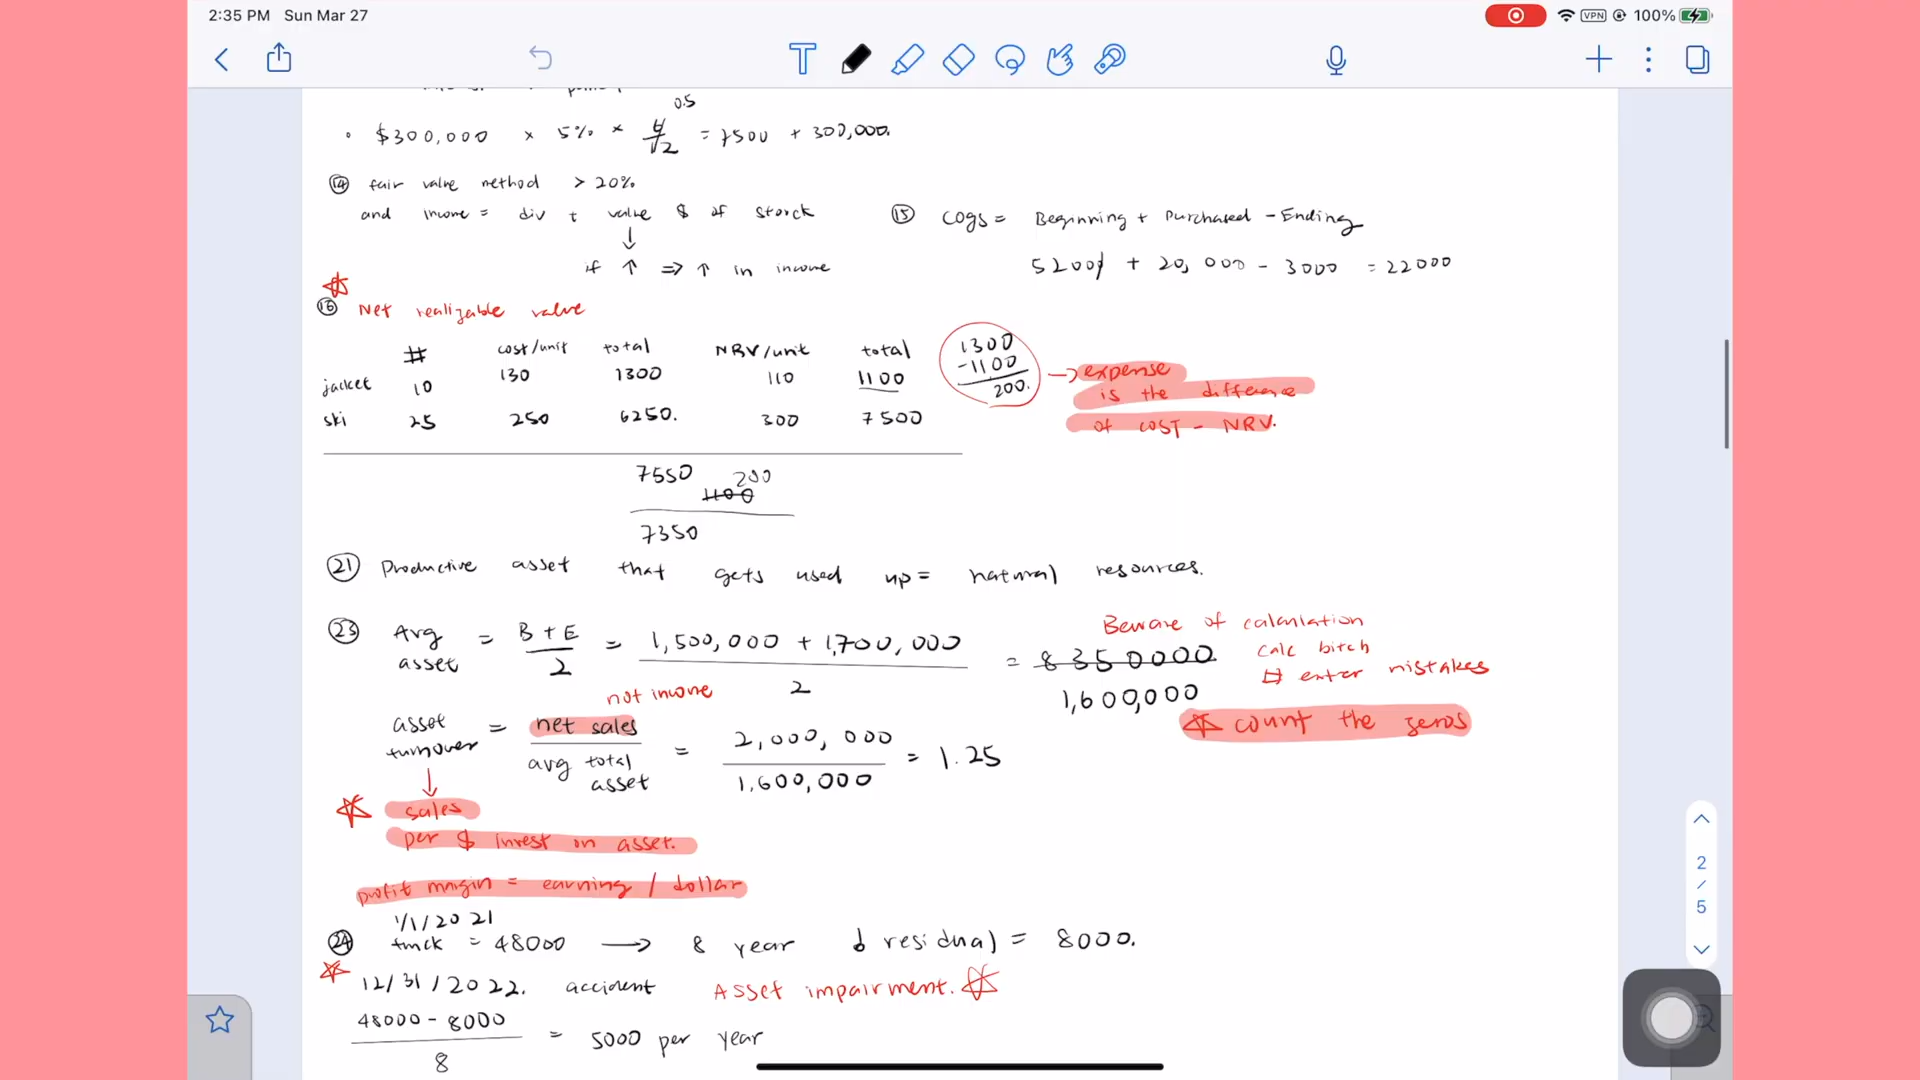 2:35 PM Sun Mar 27
VPN 100%
0.5
• $300,000 × 5% × 6/12 = 7500 + 300,000.
⑭ fair value method > 20%
and income = div + value $ of storck
↓
if ↑ => ↑ in income
⑮ COGS = Beginning + Purchased - Ending
5200 + 20,000 - 3000 = 22000
⑯ Net realizable value
# cost/unit total NRV/unit total
jacket 10 130 1300 110 1100
ski 25 250 6250. 300 7500
1300
-1100
200.
→ expense
is the difference
of COST - NRV.
7550 200
1100
7350
㉑ Productive asset that gets used up = natural resources.
㉓ Avg asset = B + E / 2 = 1,500,000 + 1,700,000 / 2 = 8350000
1,600,000
Beware of calculation
calc bitch
↳ enter mistakes
☆ count the zeros
not income
asset turnover = net sales / avg total asset = 2,000,000 / 1,600,000 = 1.25
↓
☆ sales
per $ invest on asset.
profit margin = earning / dollar
1/1/2021
㉔ truck = 48000 → 8 year residual = 8000.
☆ 12/31/2022. accident Asset impairment. ☆
48000 - 8000 / 8 = 5000 per year
2
/
5